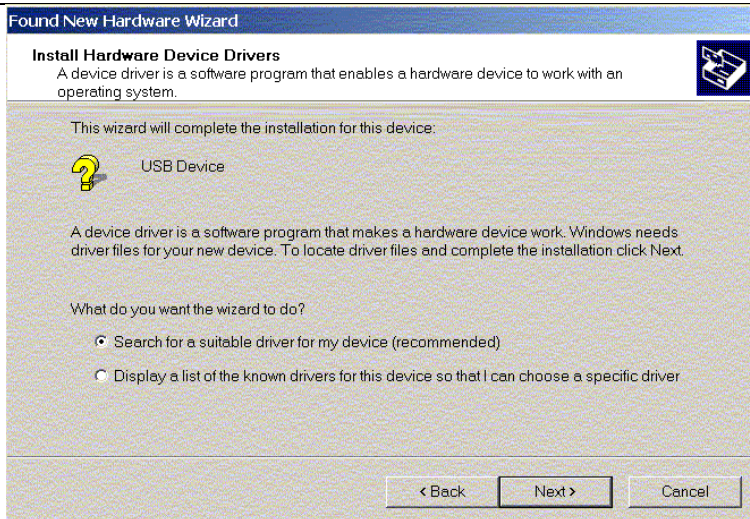 Found New Hardware Wizard
Install Hardware Device Drivers
A device driver is a software program that enables a hardware device to work with an
operating system.
This wizard will complete the installation for this device:
USB Device
A device driver is a software program that makes a hardware device work. Windows needs
driver files for your new device. To locate driver files and complete the installation click Next.
What do you want the wizard to do?
Search for a suitable driver for my device (recommended)
Display a list of the known drivers for this device so that I can choose a specific driver
< Back Next > Cancel